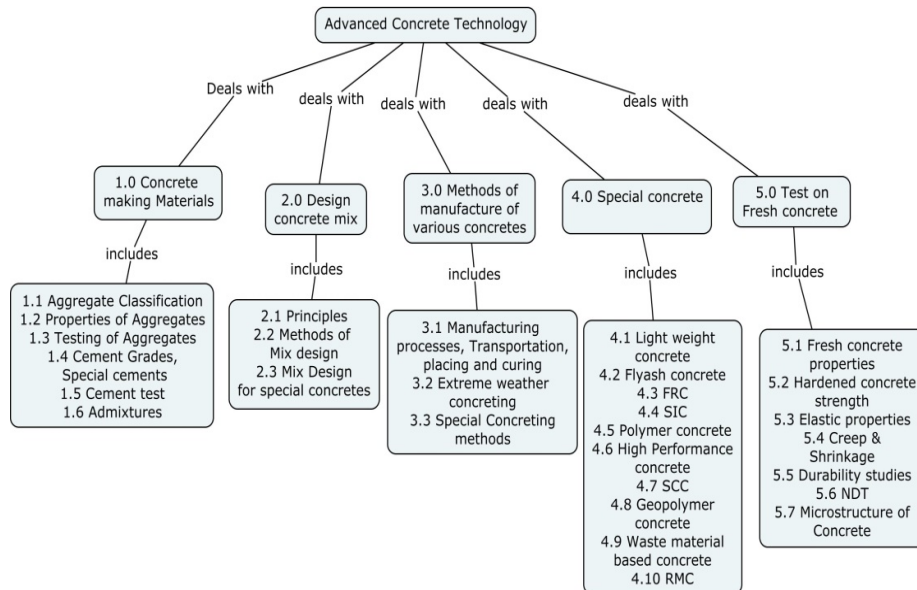 Advanced Concrete Technology
Deals with
deals with
deals with
deals with
deals with
1.0 Concrete
making Materials
2.0 Design
concrete mix
3.0 Methods of
manufacture of
various concretes
4.0 Special concrete
5.0 Test on
Fresh concrete
includes
includes
includes
includes
includes
1.1 Aggregate Classification
1.2 Properties of Aggregates
1.3 Testing of Aggregates
1.4 Cement Grades,
Special cements
1.5 Cement test
1.6 Admixtures
2.1 Principles
2.2 Methods of
Mix design
2.3 Mix Design
for special concretes
3.1 Manufacturing
processes, Transportation,
placing and curing
3.2 Extreme weather
concreting
3.3 Special Concreting
methods
4.1 Light weight
concrete
4.2 Flyash concrete
4.3 FRC
4.4 SIC
4.5 Polymer concrete
4.6 High Performance
concrete
4.7 SCC
4.8 Geopolymer
concrete
4.9 Waste material
based concrete
4.10 RMC
5.1 Fresh concrete
properties
5.2 Hardened concrete
strength
5.3 Elastic properties
5.4 Creep &
Shrinkage
5.5 Durability studies
5.6 NDT
5.7 Microstructure of
Concrete